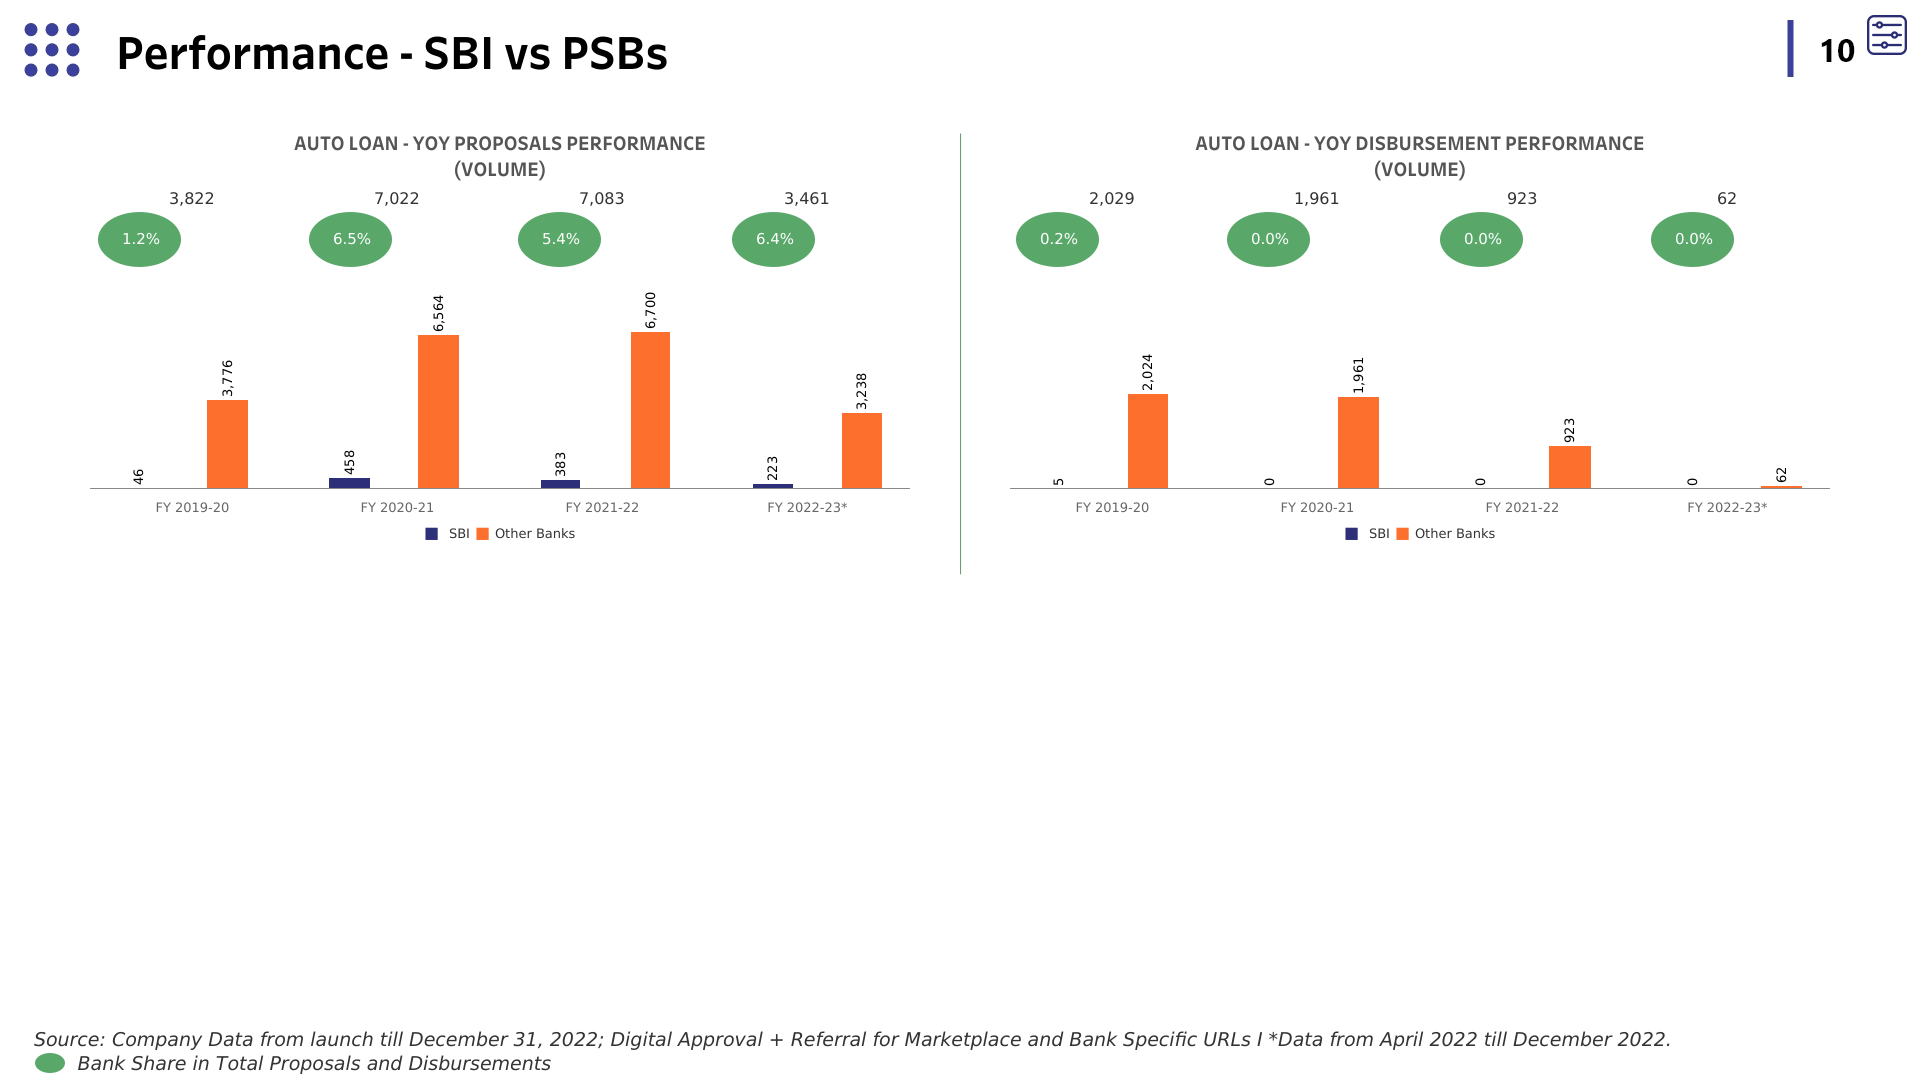 Performance - SBI vs PSBs
10
AUTO LOAN - YOY PROPOSALS PERFORMANCE
(VOLUME)
3,822 7,022 7,083 3,461
1.2% 6.5% 5.4% 6.4%
46 3,776 458 6,564 383 6,700 223 3,238
FY 2019-20 FY 2020-21 FY 2021-22 FY 2022-23*
SBI Other Banks
AUTO LOAN - YOY DISBURSEMENT PERFORMANCE
(VOLUME)
2,029 1,961 923 62
0.2% 0.0% 0.0% 0.0%
5 2,024 0 1,961 0 923 0 62
FY 2019-20 FY 2020-21 FY 2021-22 FY 2022-23*
SBI Other Banks
Source: Company Data from launch till December 31, 2022; Digital Approval + Referral for Marketplace and Bank Specific URLs I *Data from April 2022 till December 2022.
Bank Share in Total Proposals and Disbursements